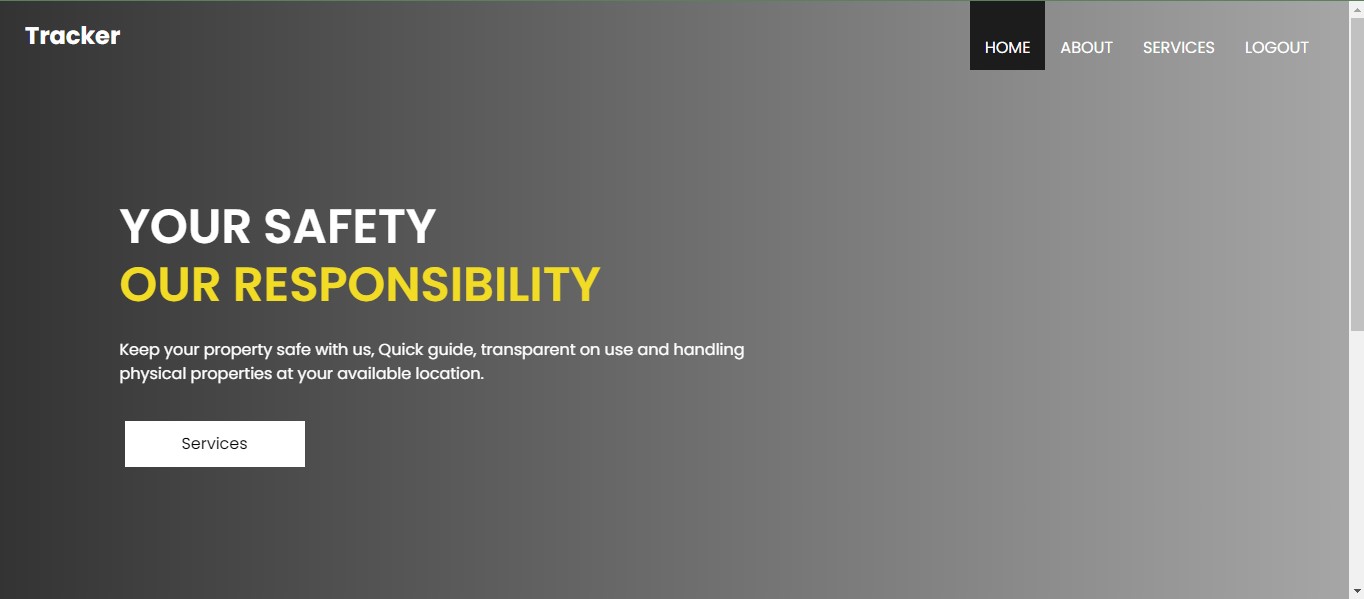 Tracker
HOME ABOUT SERVICES LOGOUT
YOUR SAFETY
OUR RESPONSIBILITY
Keep your property safe with us, Quick guide, transparent on use and handling
physical properties at your available location.
Services